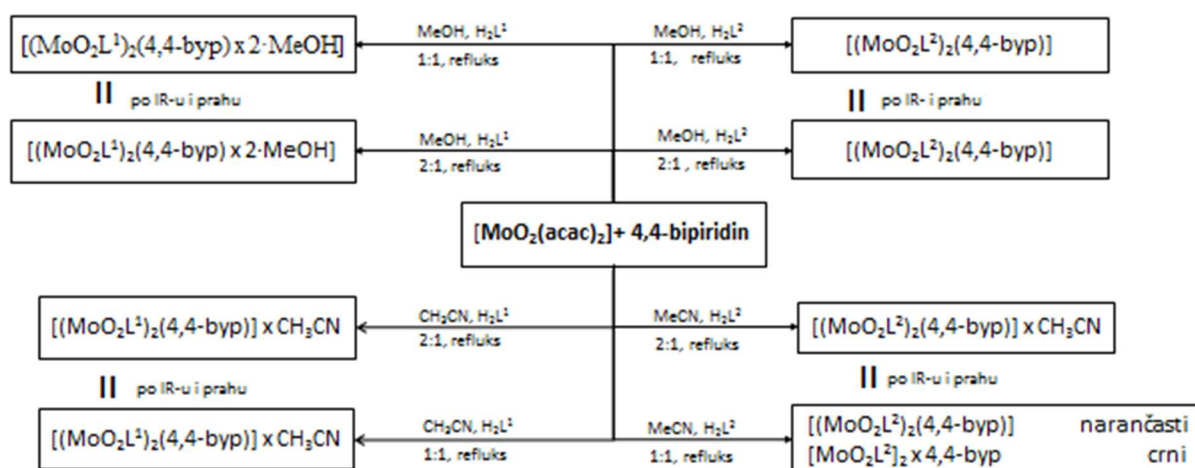 [(MoO₂L¹)₂(4,4-byp) x 2·MeOH]
MeOH, H₂L¹
1:1, refluks
MeOH, H₂L²
1:1, refluks
[(MoO₂L²)₂(4,4-byp)]
|| po IR-u i prahu
|| po IR- i prahu
[(MoO₂L¹)₂(4,4-byp) x 2·MeOH]
MeOH, H₂L¹
2:1, refluks
MeOH, H₂L²
2:1 , refluks
[(MoO₂L²)₂(4,4-byp)]
[MoO₂(acac)₂]+ 4,4-bipiridin
[(MoO₂L¹)₂(4,4-byp)] x CH₃CN
CH₃CN, H₂L¹
2:1, refluks
MeCN, H₂L²
2:1, refluks
[(MoO₂L²)₂(4,4-byp)] x CH₃CN
|| po IR-u i prahu
|| po IR-u i prahu
[(MoO₂L¹)₂(4,4-byp)] x CH₃CN
CH₃CN, H₂L¹
1:1, refluks
MeCN, H₂L²
1:1, refluks
[(MoO₂L²)₂(4,4-byp)] narančasti
[MoO₂L²]₂ x 4,4-byp crni